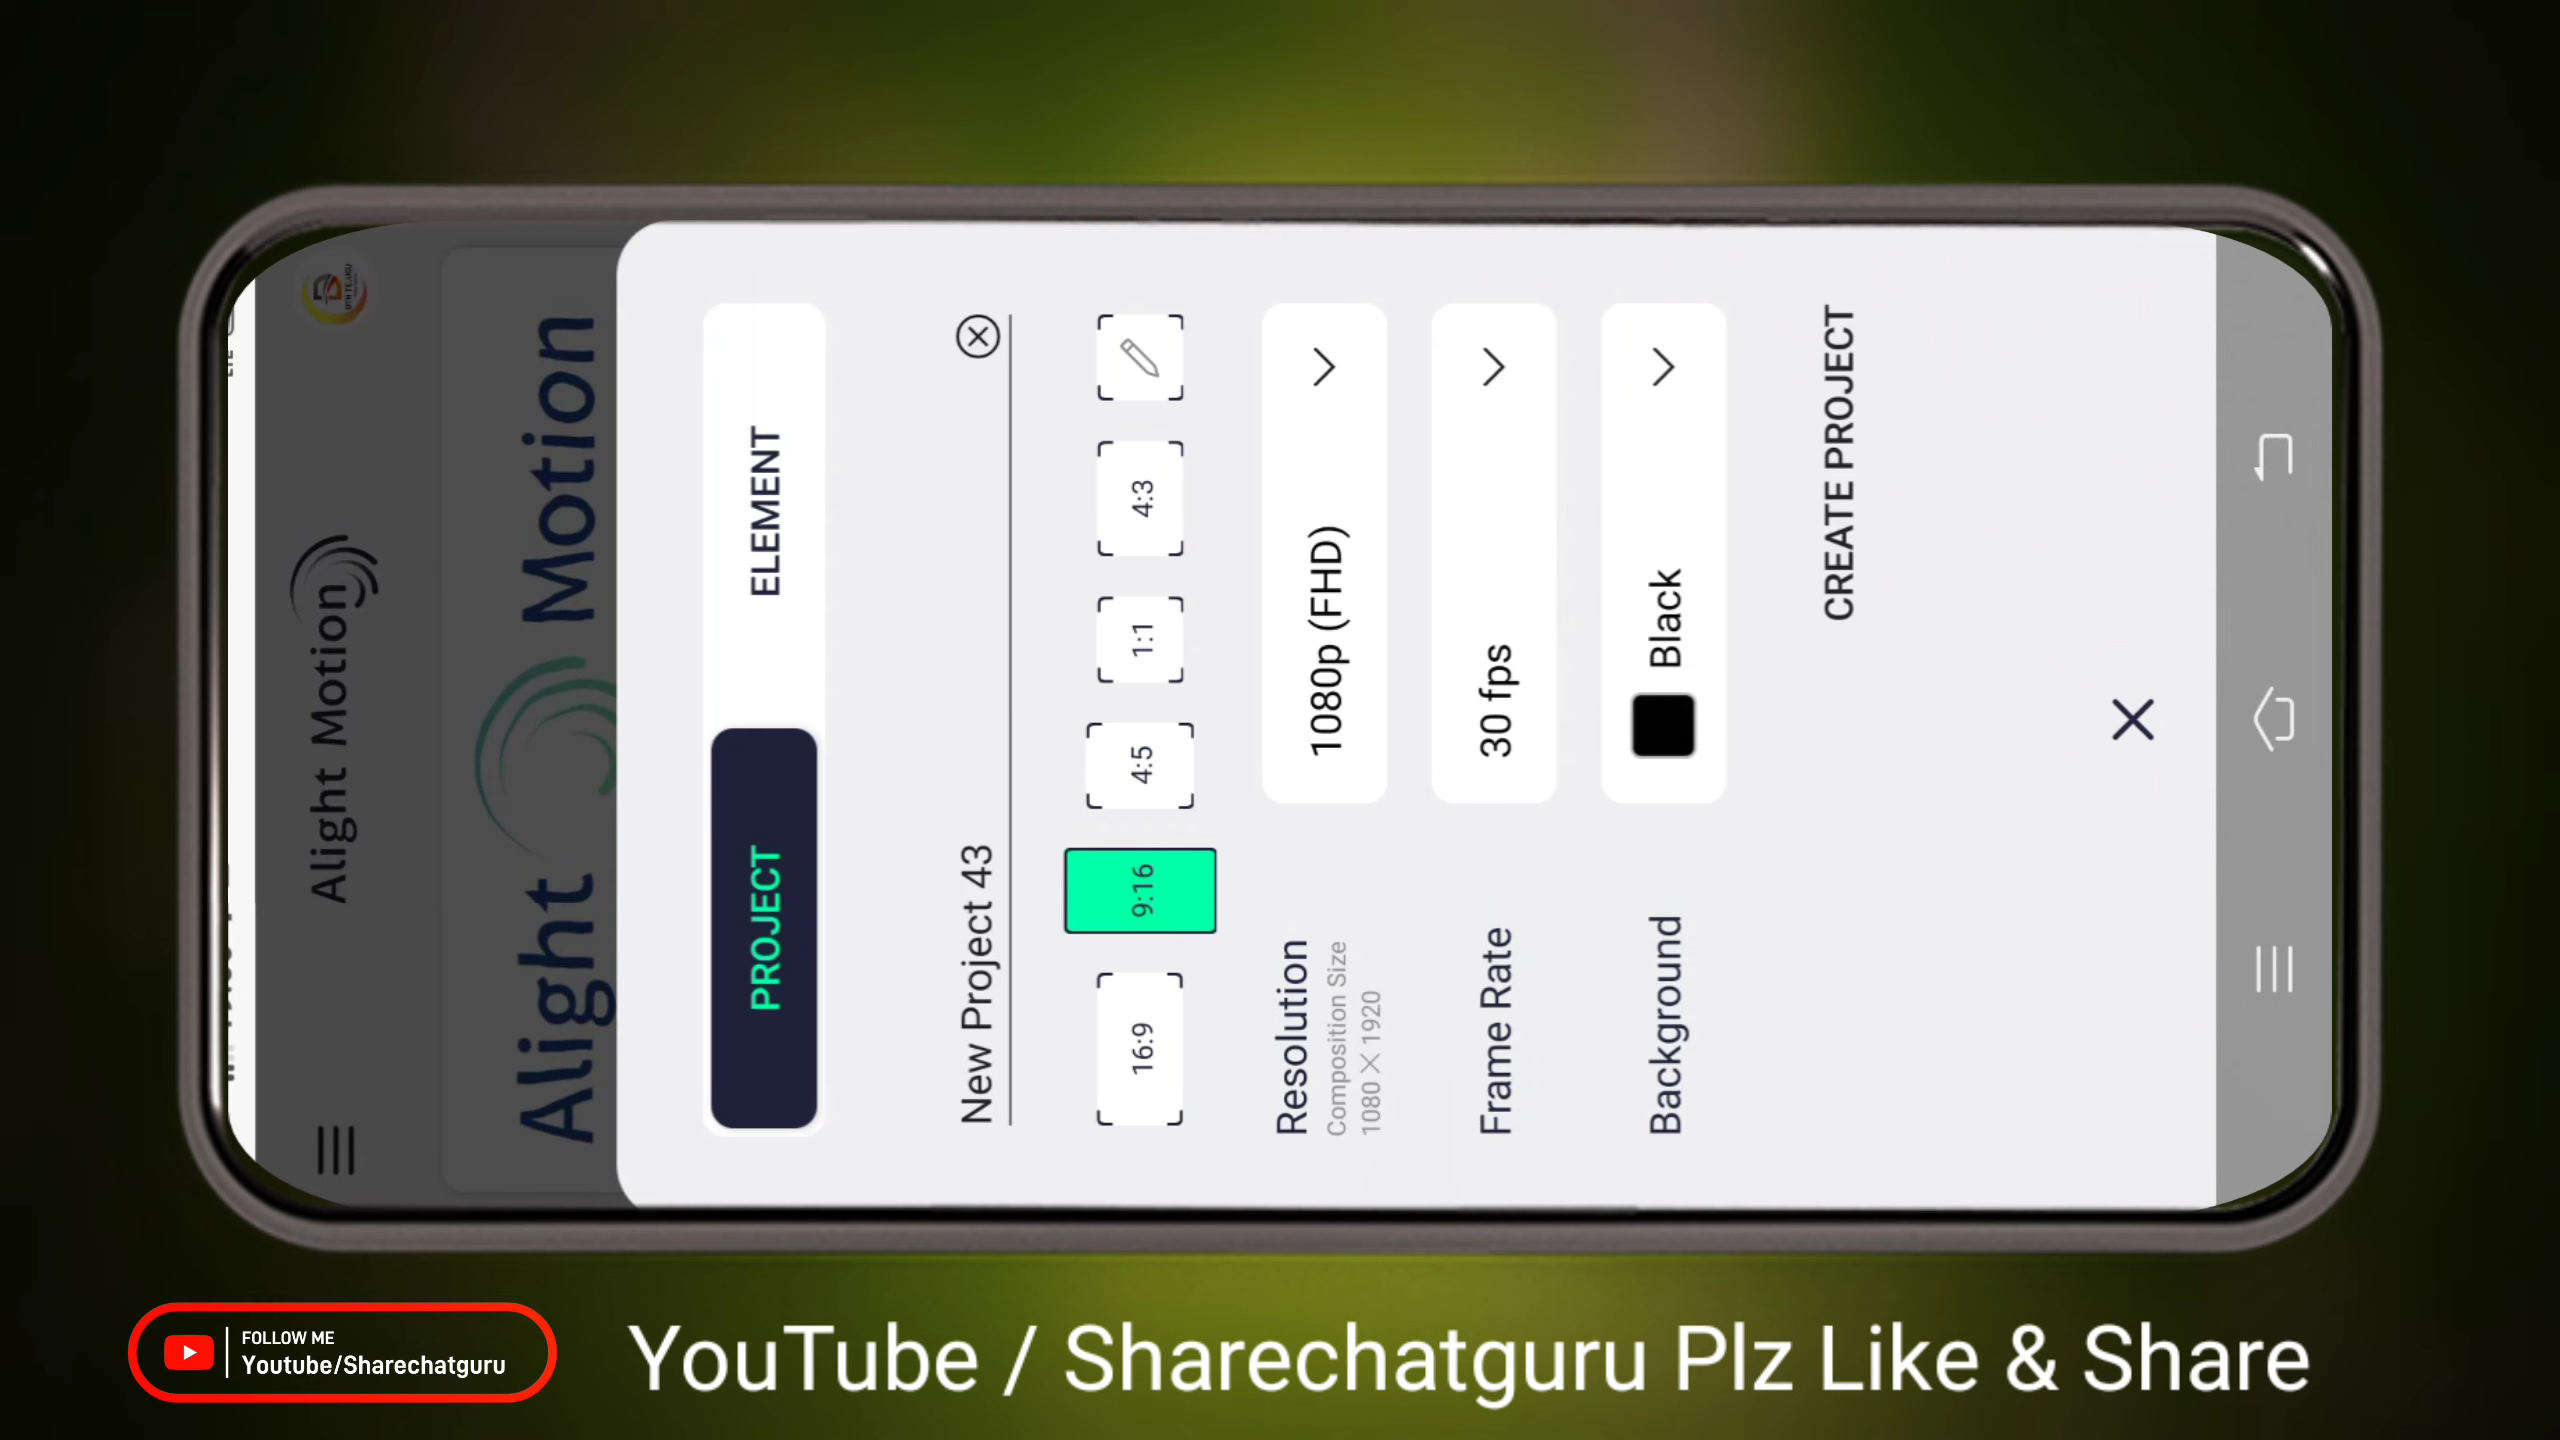 Alight Motion
Alight Motion
PROJECT
ELEMENT
New Project 43
16:9
9:16
4:5
1:1
4:3
Resolution
1080p (FHD)
Composition Size
1080 X 1920
Frame Rate
30 fps
Background
Black
CREATE PROJECT
FOLLOW ME
Youtube/Sharechatguru
YouTube / Sharechatguru Plz Like & Share